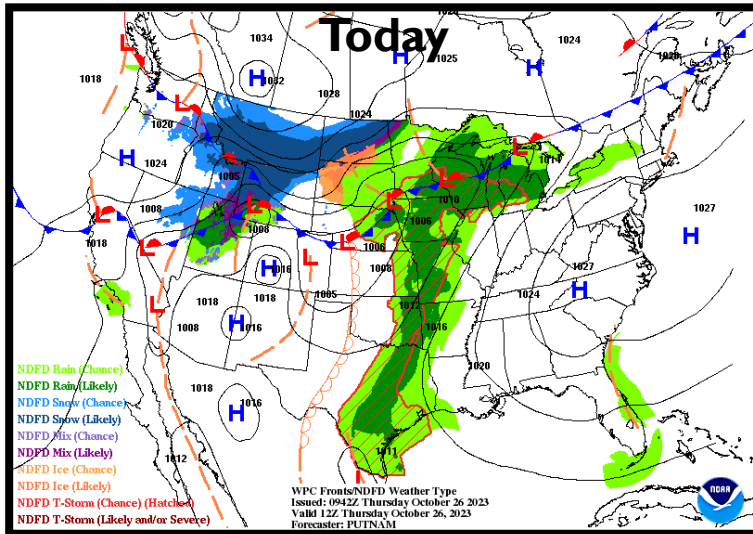 Today
1034
L
1018
H
1032
H
1025
1024
H
1020
L
1028
1024
1020
L
H
1024
1005
L
1011
L
1010
L
1008
L
L
1006
1027
H
1018
L
1008
L
1006
L
H
1016
1008
1027
H
1018
1018
1005
1024
L
1012
1008
H
1016
1016
1020
1018
H
1016
1011
1012
L
NDFD Rain (Chance)
NDFD Rain (Likely)
NDFD Snow (Chance)
NDFD Snow (Likely)
NDFD Mix (Chance)
NDFD Mix (Likely)
NDFD Ice (Chance)
NDFD Ice (Likely)
NDFD T-Storm (Chance) (Hatched)
NDFD T-Storm (Likely and/or Severe)
WPC Fronts/NDFD Weather Type
Issued: 0942Z Thursday October 26 2023
Valid 12Z Thursday October 26, 2023
Forecaster: PUTNAM
NOAA